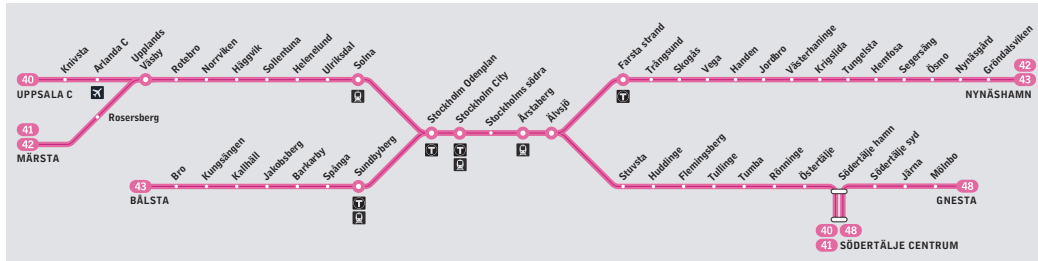 40
UPPSALA C
Knivsta
Arlanda C
Upplands
Väsby
Rotebro
Norrviken
Häggvik
Sollentuna
Helenelund
Ulriksdal
Solna
41
42
MÄRSTA
Rosersberg
43
BÅLSTA
Bro
Kungsängen
Kallhäll
Jakobsberg
Barkarby
Spånga
Sundbyberg
T
Stockholm Odenplan
T
Stockholm City
T
Stockholms södra
Årstaberg
Älvsjö
Farsta strand
T
Trångsund
Skogås
Vega
Handen
Jordbro
Västerhaninge
Krigslida
Tungelsta
Hemfosa
Segersäng
Ösmo
Nynäsgård
Gröndalsviken
42
43
NYNÄSHAMN
Stuvsta
Huddinge
Flemingsberg
Tullinge
Tumba
Rönninge
Östertälje
Södertälje hamn
Södertälje syd
Järna
Mölnbo
48
GNESTA
40 48
41 SÖDERTÄLJE CENTRUM